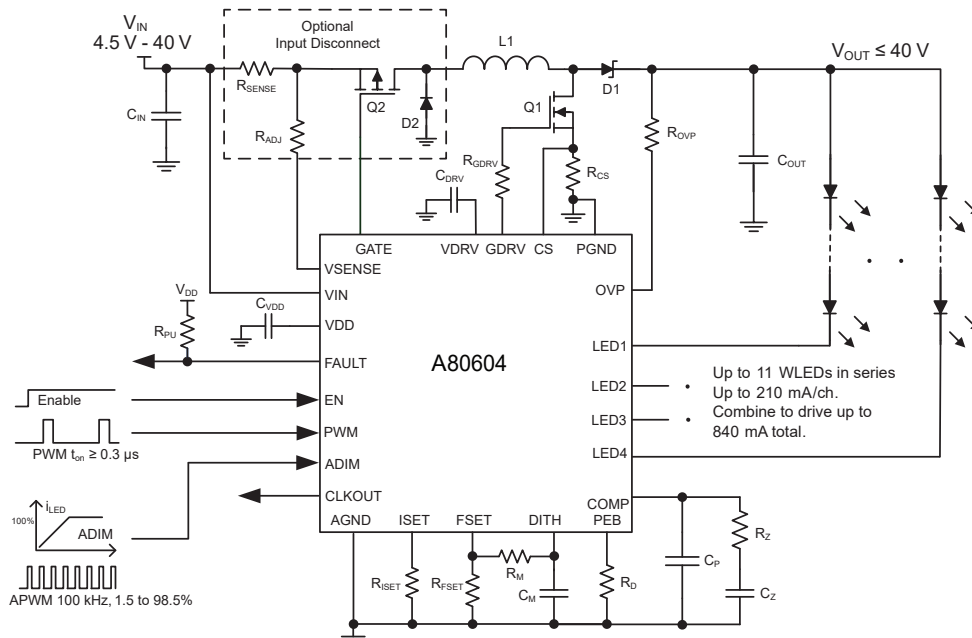 VIN
4.5 V - 40 V
Optional
Input Disconnect
L1
VOUT ≤ 40 V
RSENSE
Q2
D2
Q1
D1
CIN
RADJ
ROVP
COUT
RGDRV
CDRV
RCS
GATE
VDRV
GDRV
CS
PGND
VSENSE
VIN
OVP
VDD
CVDD
VDD
RPU
FAULT
A80604
LED1
Enable
EN
LED2
LED3
LED4
Up to 11 WLEDs in series
Up to 210 mA/ch.
Combine to drive up to
840 mA total.
PWM
PWM ton ≥ 0.3 µs
ADIM
CLKOUT
COMP
AGND
ISET
FSET
DITH
PEB
iLED
100%
ADIM
APWM 100 kHz, 1.5 to 98.5%
RISET
RFSET
RM
CM
RD
CP
RZ
CZ